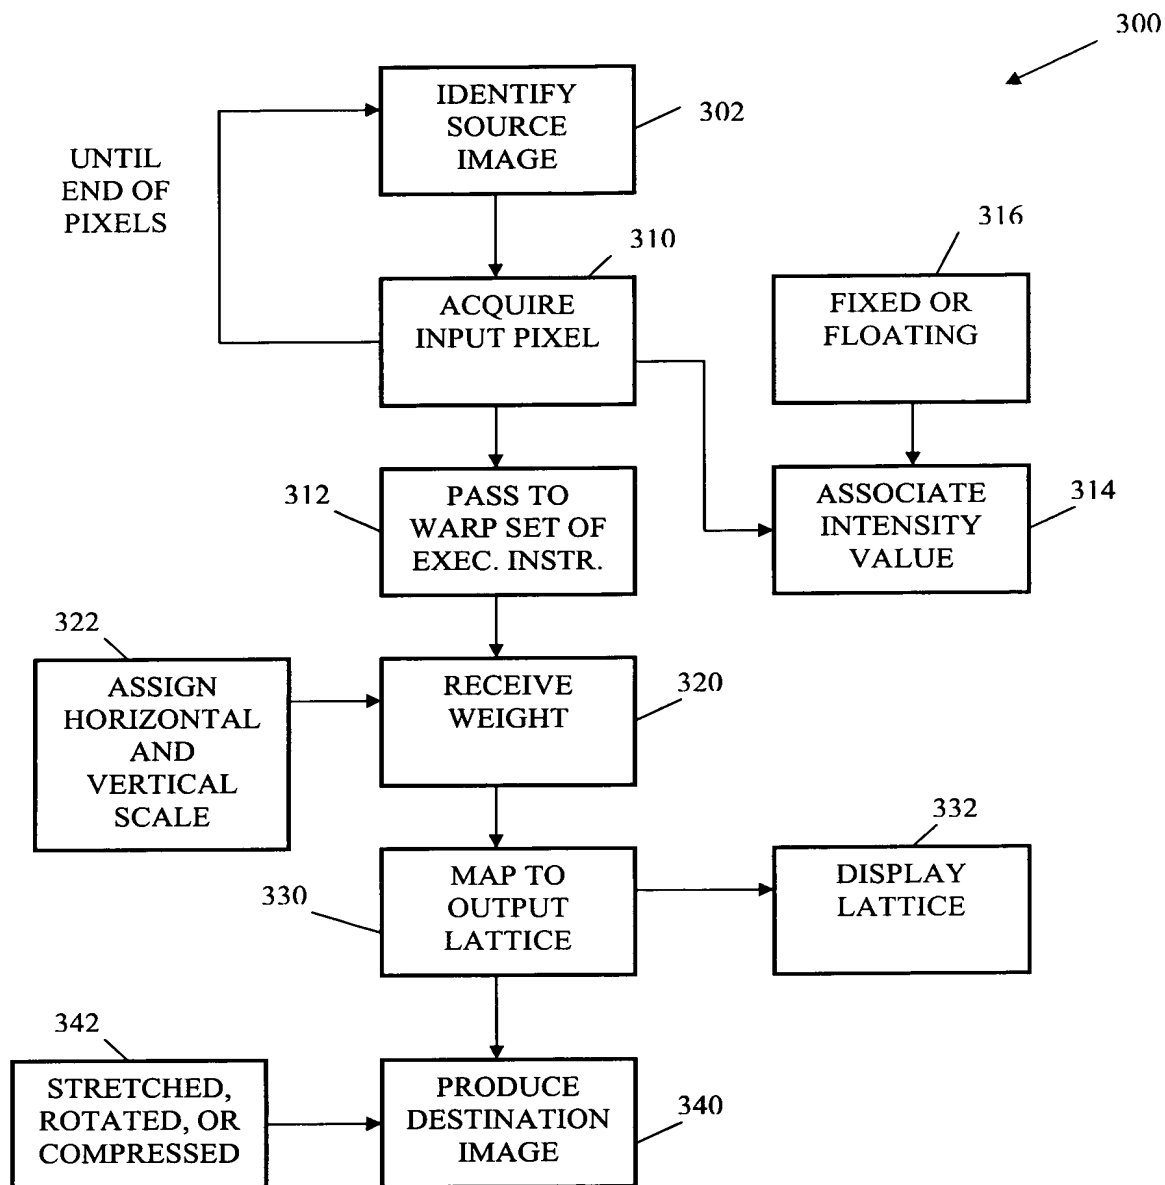 300
IDENTIFY
SOURCE
IMAGE
302
UNTIL
END OF
PIXELS
310
ACQUIRE
INPUT PIXEL
316
FIXED OR
FLOATING
312
PASS TO
WARP SET OF
EXEC. INSTR.
ASSOCIATE
INTENSITY
VALUE
314
322
ASSIGN
HORIZONTAL
AND
VERTICAL
SCALE
RECEIVE
WEIGHT
320
330
MAP TO
OUTPUT
LATTICE
332
DISPLAY
LATTICE
342
STRETCHED,
ROTATED, OR
COMPRESSED
PRODUCE
DESTINATION
IMAGE
340